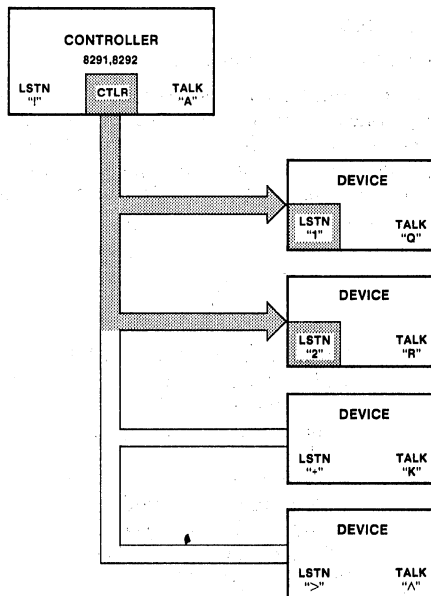 CONTROLLER
8291,8292
LSTN "!"
CTLR
TALK "A"
DEVICE
LSTN "1"
TALK "Q"
DEVICE
LSTN "2"
TALK "R"
DEVICE
LSTN "+"
TALK "K"
DEVICE
LSTN ">"
TALK "^"